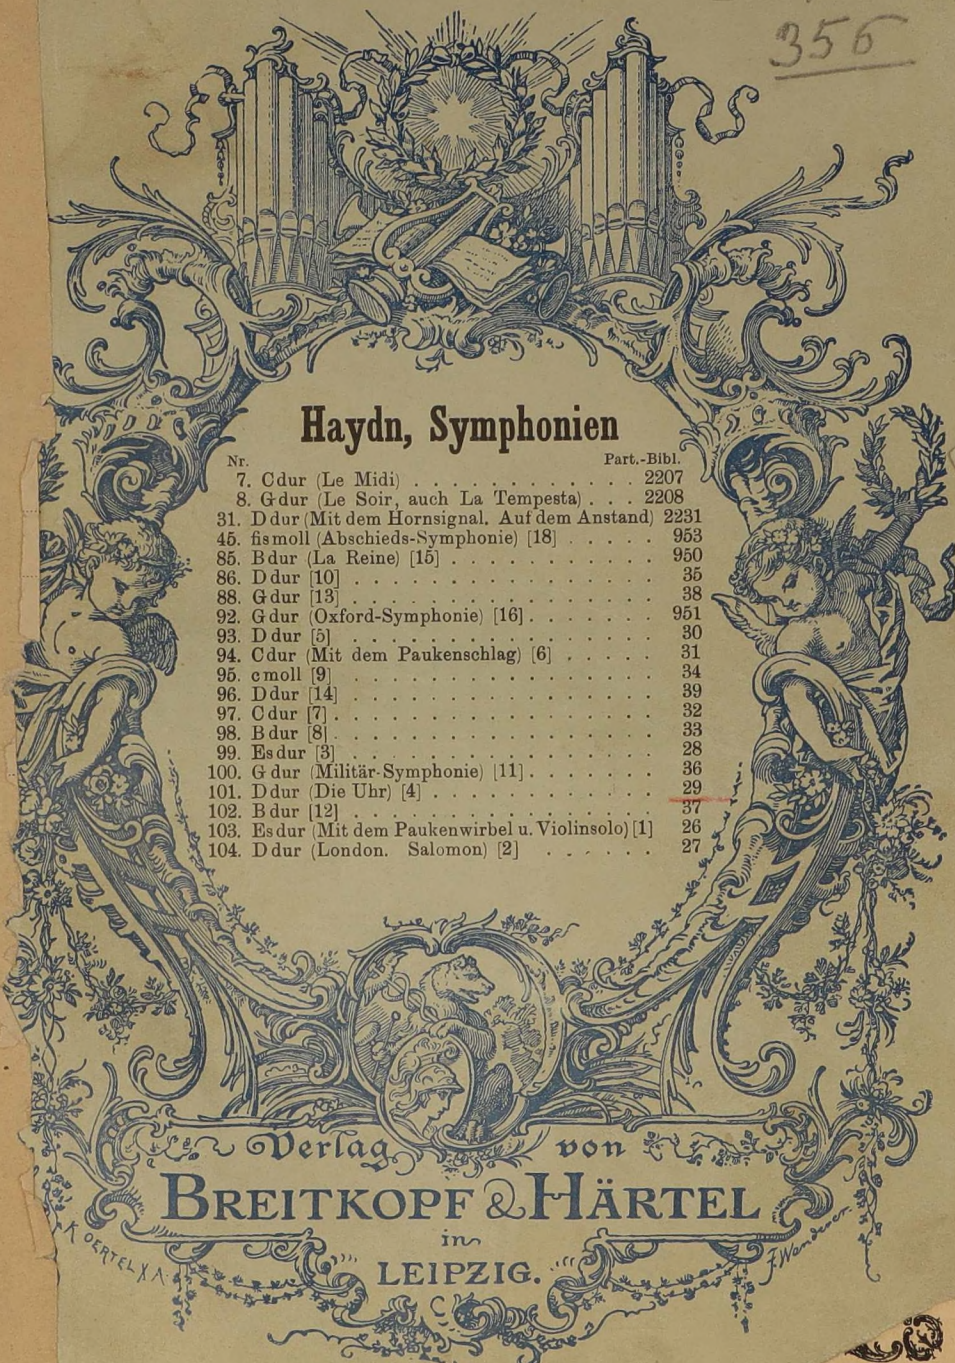 356
Haydn, Symphonien
Nr. Part.-Bibl.
7. Cdur (Le Midi) . . . . . . . . . . . . 2207
8. Gdur (Le Soir, auch La Tempesta) . . . 2208
31. Ddur (Mit dem Hornsignal. Auf dem Anstand) 2231
45. fismoll (Abschieds-Symphonie) [18] . . . . . 953
85. Bdur (La Reine) [15] . . . . . . . . . . . 950
86. Ddur [10] . . . . . . . . . . . . . . . . 35
88. Gdur [13] . . . . . . . . . . . . . . . . 38
92. Gdur (Oxford-Symphonie) [16] . . . . . . . 951
93. Ddur [5] . . . . . . . . . . . . . . . . . 30
94. Cdur (Mit dem Paukenschlag) [6] . . . . . 31
95. cmoll [9] . . . . . . . . . . . . . . . . 34
96. Ddur [14] . . . . . . . . . . . . . . . . 39
97. Cdur [7] . . . . . . . . . . . . . . . . . 32
98. Bdur [8] . . . . . . . . . . . . . . . . . 33
99. Esdur [3] . . . . . . . . . . . . . . . . 28
100. Gdur (Militär-Symphonie) [11] . . . . . . . 36
101. Ddur (Die Uhr) [4] . . . . . . . . . . . . 29
102. Bdur [12] . . . . . . . . . . . . . . . . 37
103. Esdur (Mit dem Paukenwirbel u. Violinsolo) [1] 26
104. Ddur (London. Salomon) [2] . . . . . . 27
Verlag von
BREITKOPF & HÄRTEL
in
LEIPZIG.
OERTEL X.A.